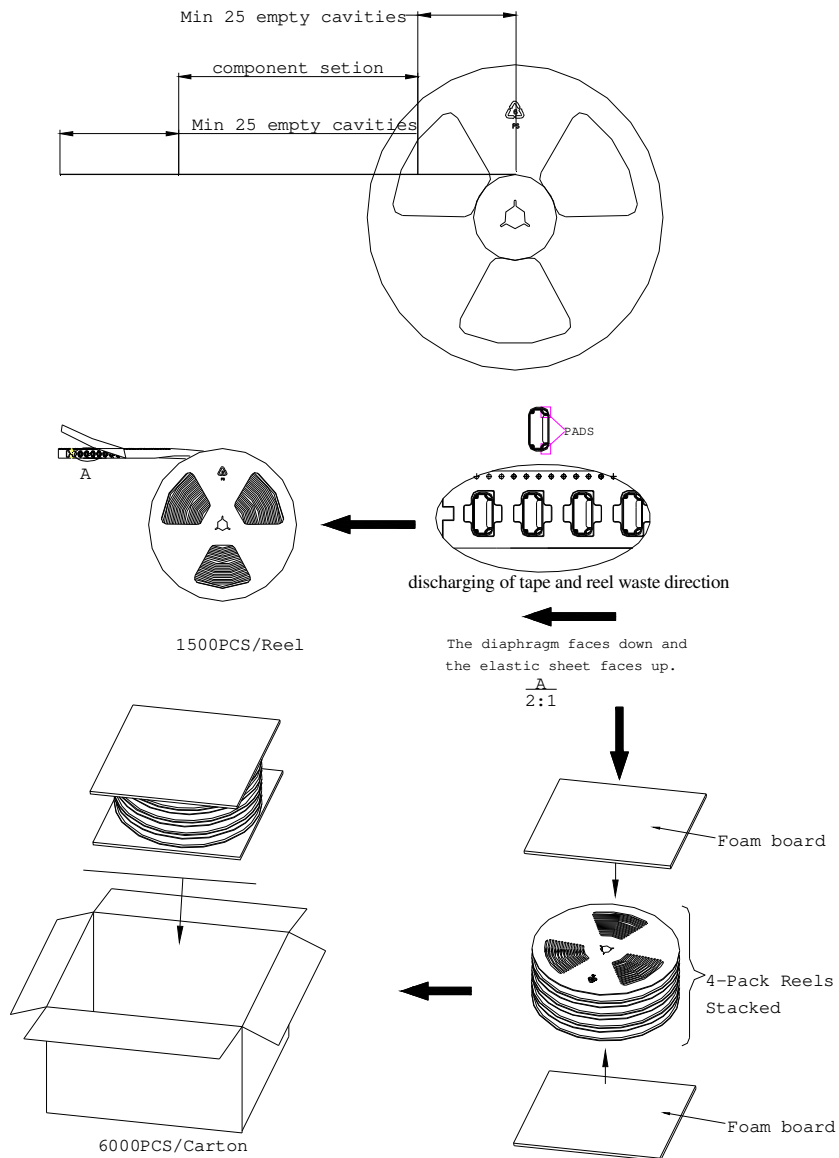 Min 25 empty cavities
component setion
Min 25 empty cavities
6
PS
PADS
A
discharging of tape and reel waste direction
1500PCS/Reel
The diaphragm faces down and
the elastic sheet faces up.
A
2:1
Foam board
4-Pack Reels
Stacked
Foam board
6000PCS/Carton